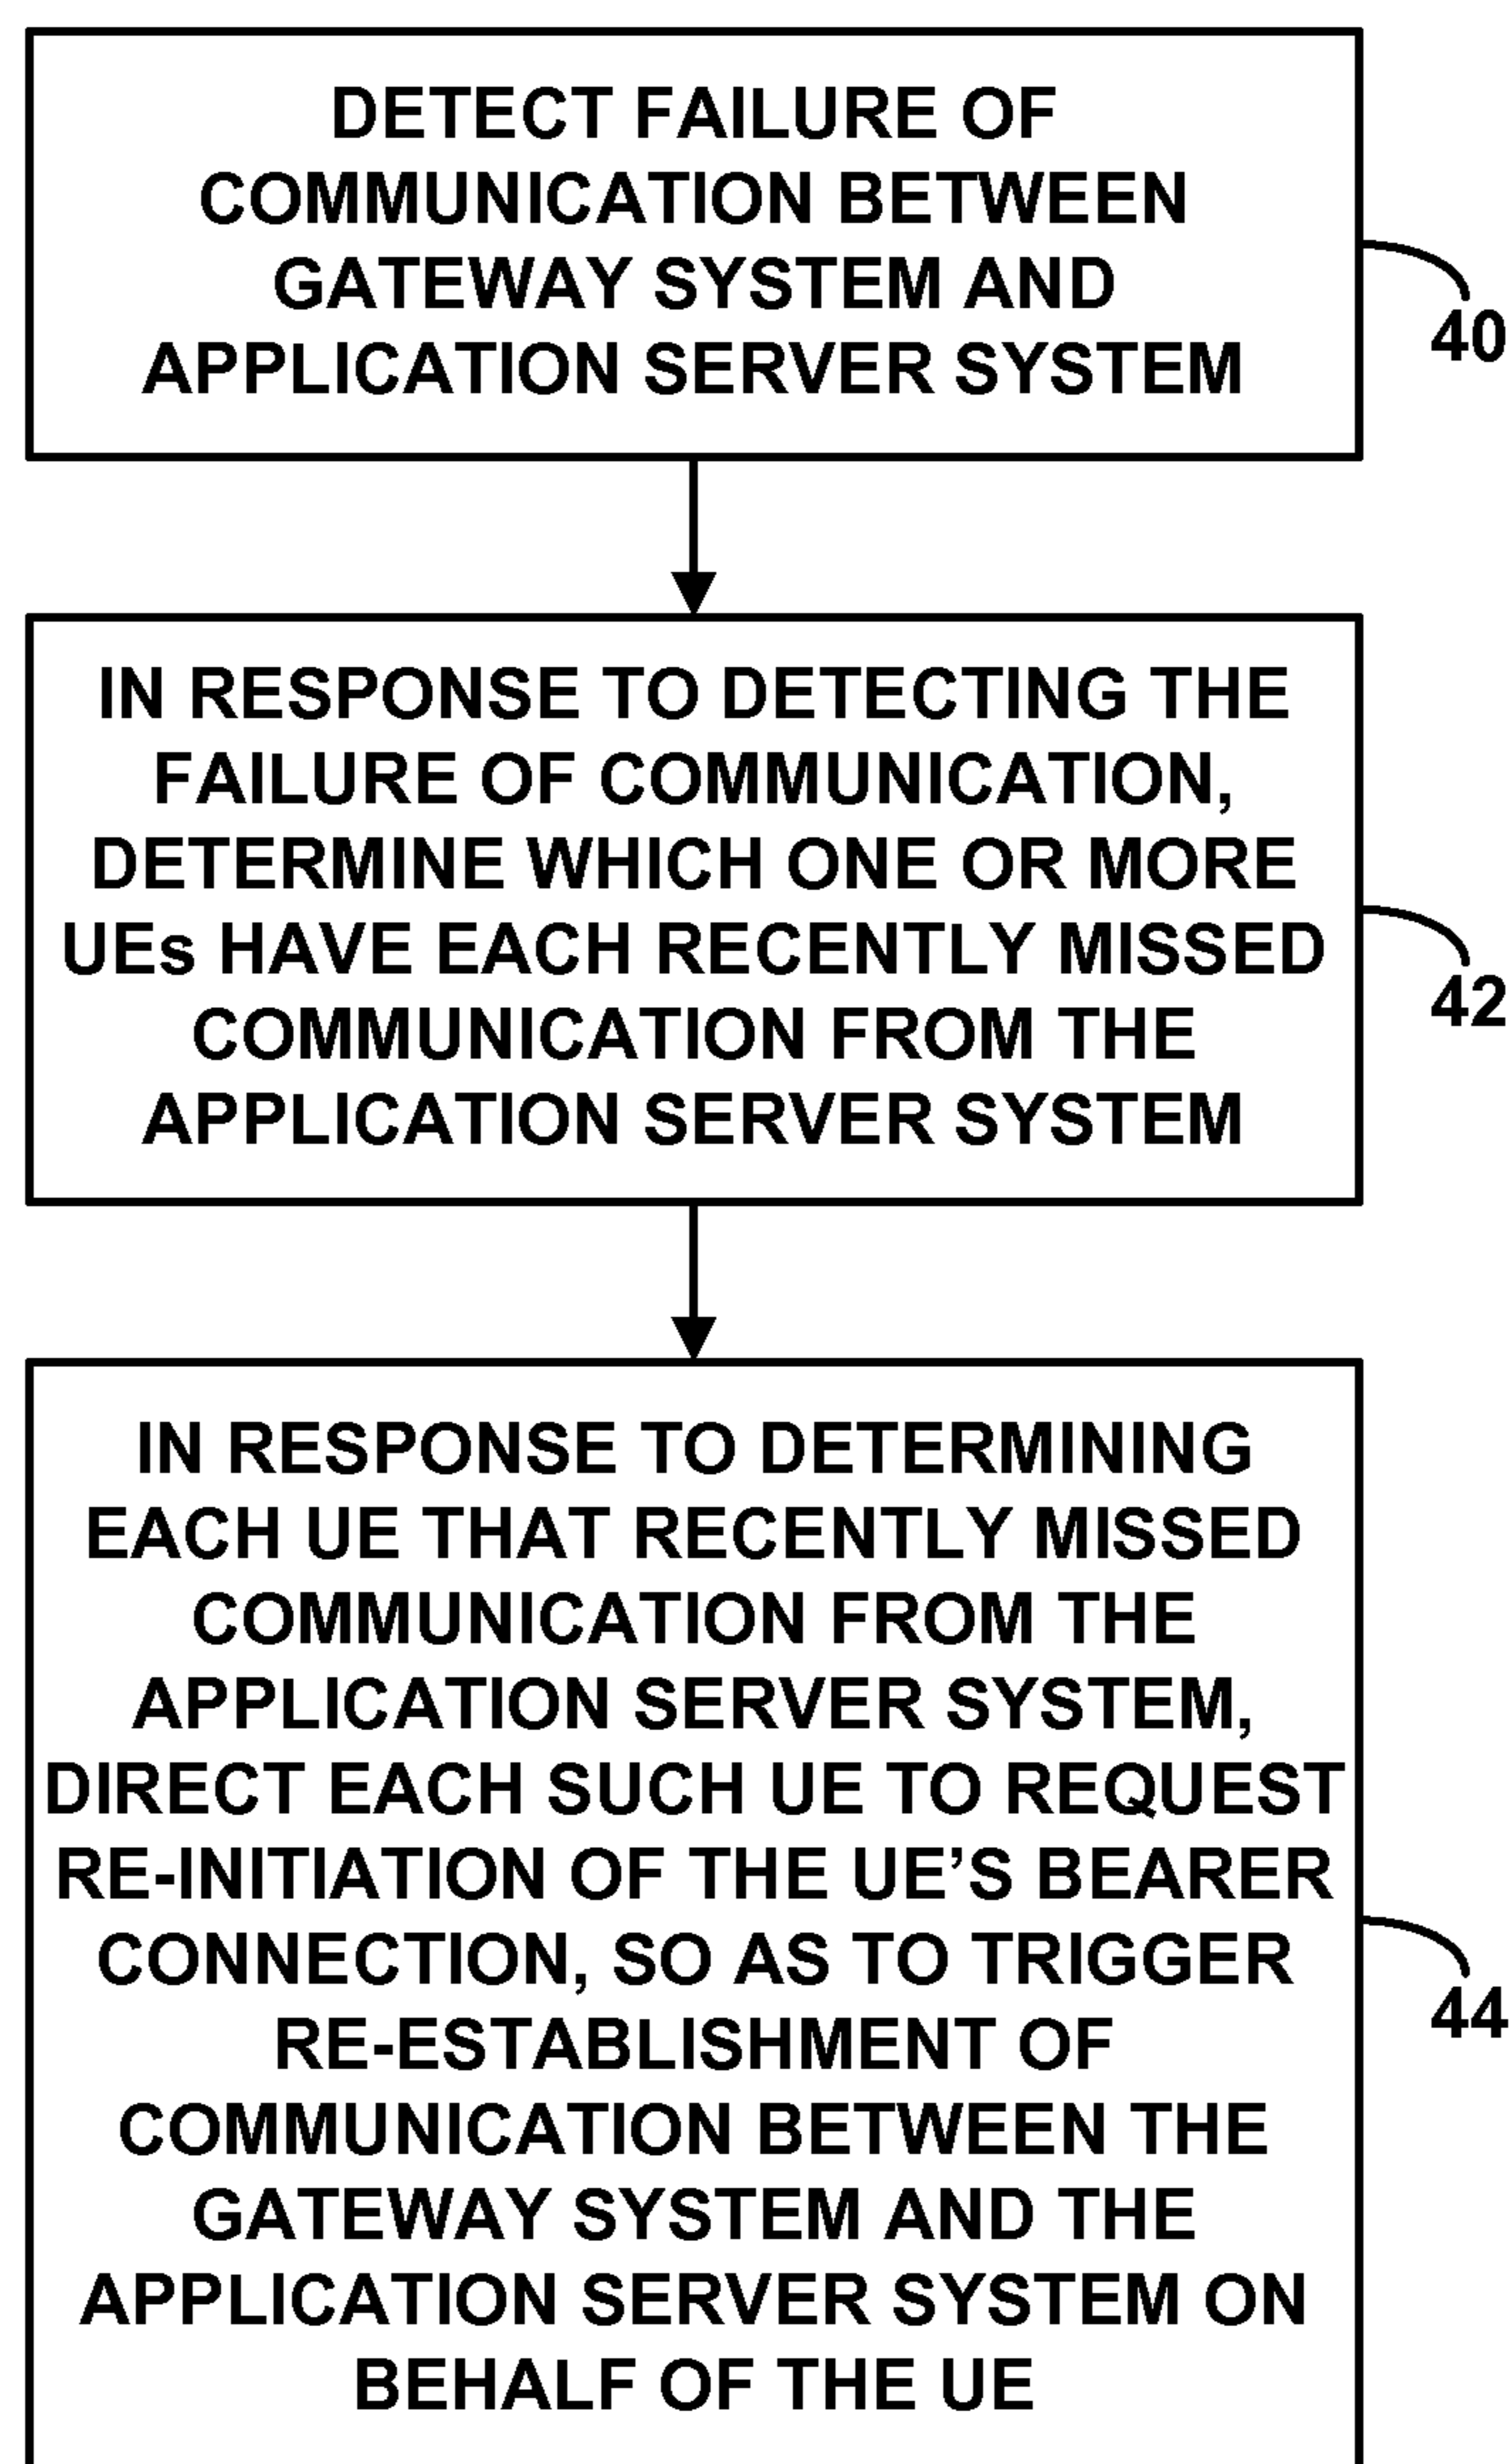 DETECT FAILURE OF
COMMUNICATION BETWEEN
GATEWAY SYSTEM AND
APPLICATION SERVER SYSTEM
40
IN RESPONSE TO DETECTING THE
FAILURE OF COMMUNICATION,
DETERMINE WHICH ONE OR MORE
UEs HAVE EACH RECENTLY MISSED
COMMUNICATION FROM THE
APPLICATION SERVER SYSTEM
42
IN RESPONSE TO DETERMINING
EACH UE THAT RECENTLY MISSED
COMMUNICATION FROM THE
APPLICATION SERVER SYSTEM,
DIRECT EACH SUCH UE TO REQUEST
RE-INITIATION OF THE UE’S BEARER
CONNECTION, SO AS TO TRIGGER
RE-ESTABLISHMENT OF
COMMUNICATION BETWEEN THE
GATEWAY SYSTEM AND THE
APPLICATION SERVER SYSTEM ON
BEHALF OF THE UE
44